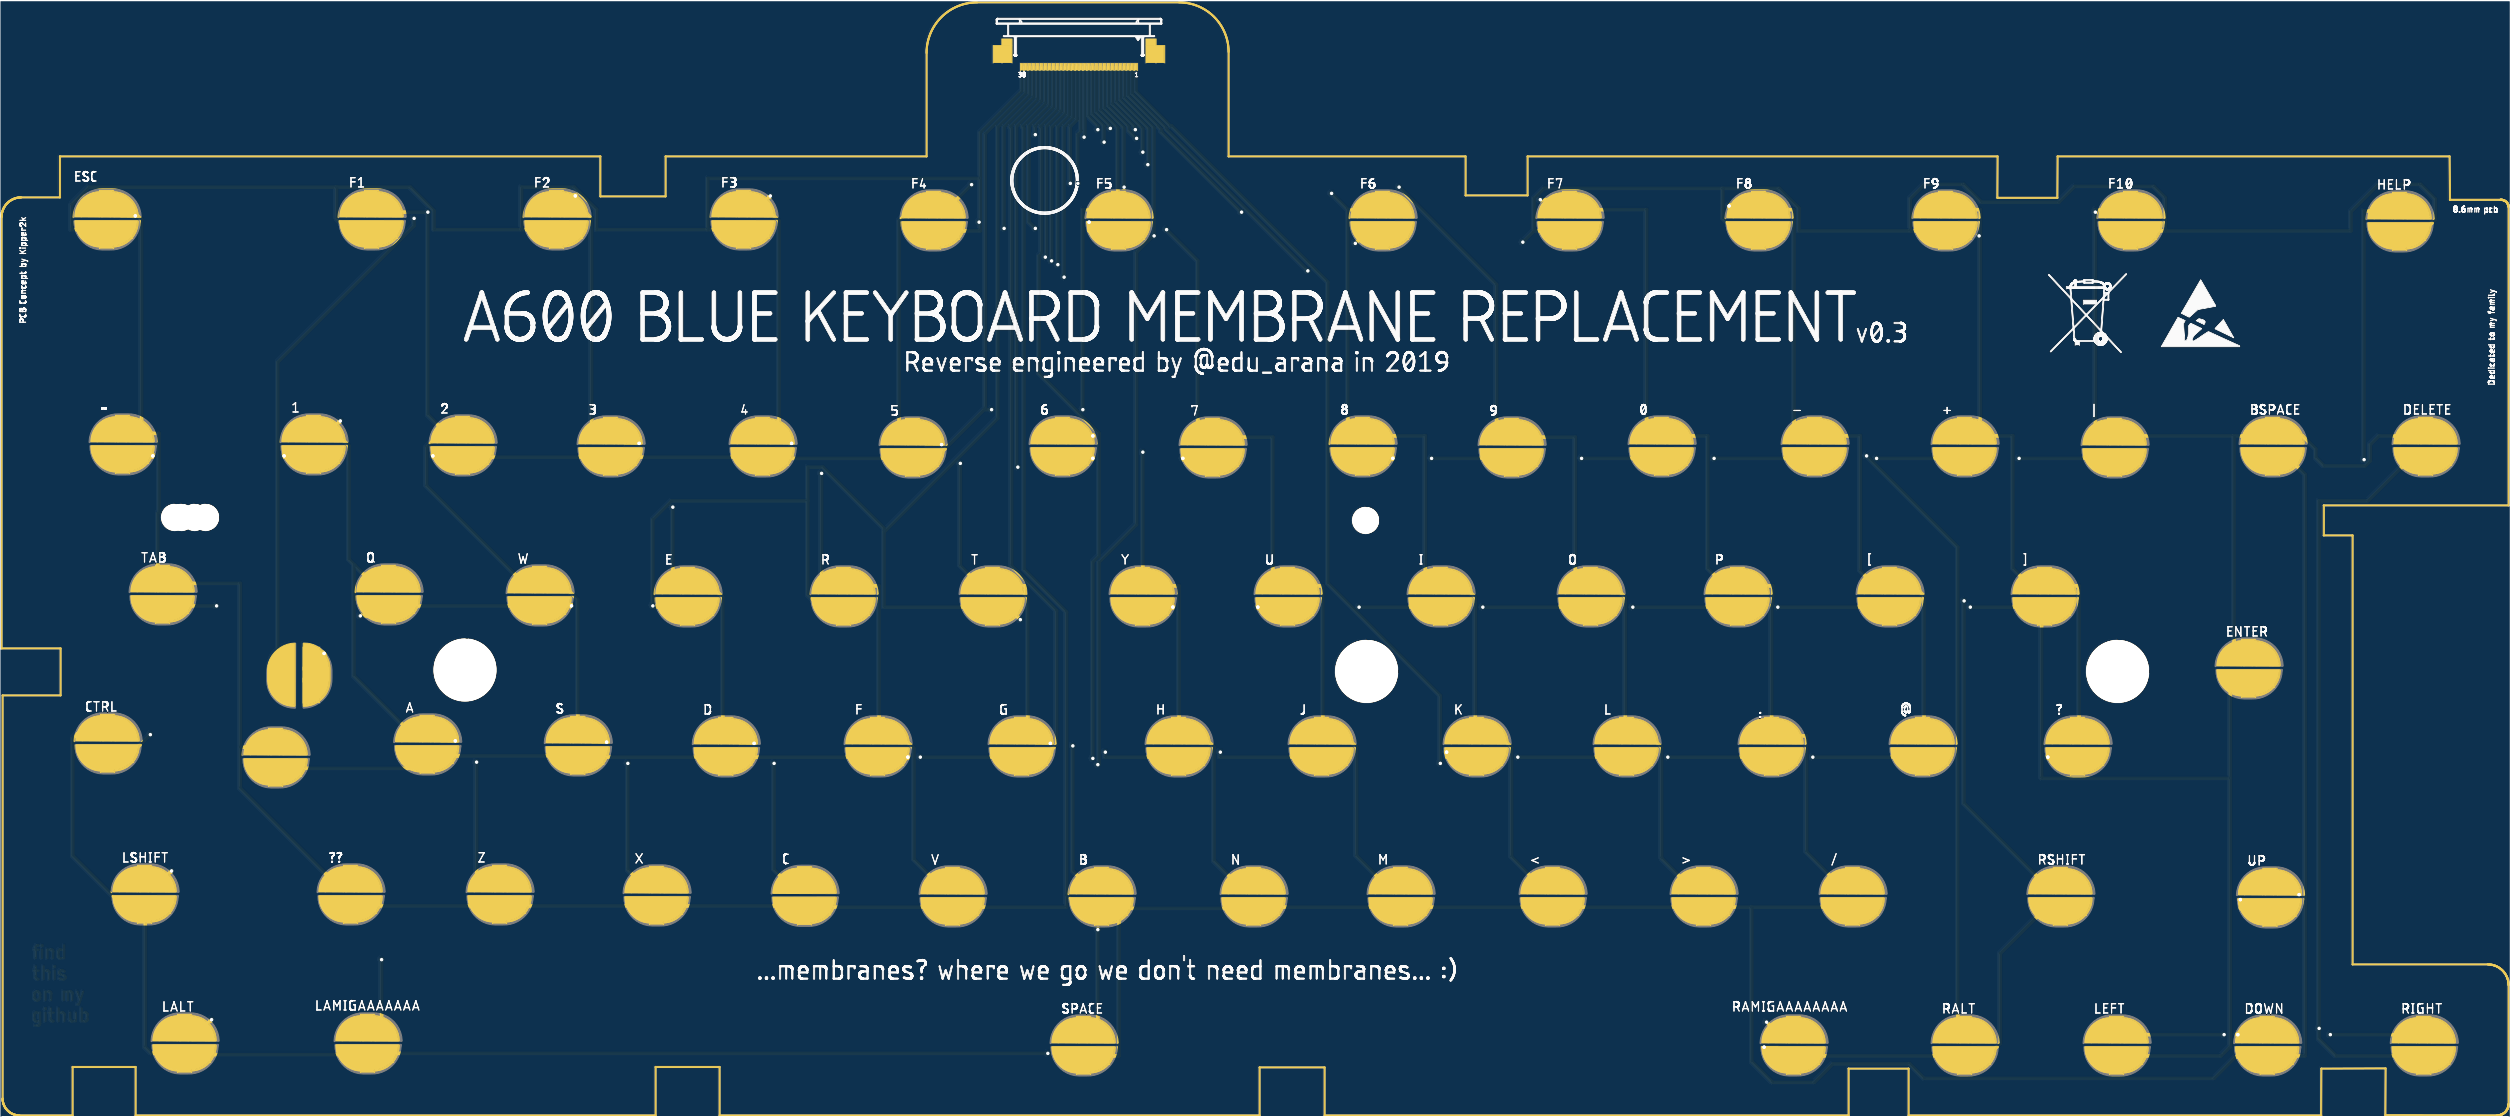 30 1
ESC F1 F2 F3 F4 F5 F6 F7 F8 F9 F10 HELP
0.6mm pcb
PCB Concept by Kipper2k
A600 BLUE KEYBOARD MEMBRANE REPLACEMENT v0.3
Reverse engineered by @edu_arana in 2019
Dedicated to my family
~ 1 2 3 4 5 6 7 8 9 0 - + | BSPACE DELETE
TAB Q W E R T Y U I O P [ ]
ENTER
CTRL A S D F G H J K L : @ ?
LSHIFT ?? Z X C V B N M < > / RSHIFT UP
find
this
on my
github
...membranes? where we go we don't need membranes... :)
LALT LAMIGAAAAAAA SPACE RAMIGAAAAAAAA RALT LEFT DOWN RIGHT